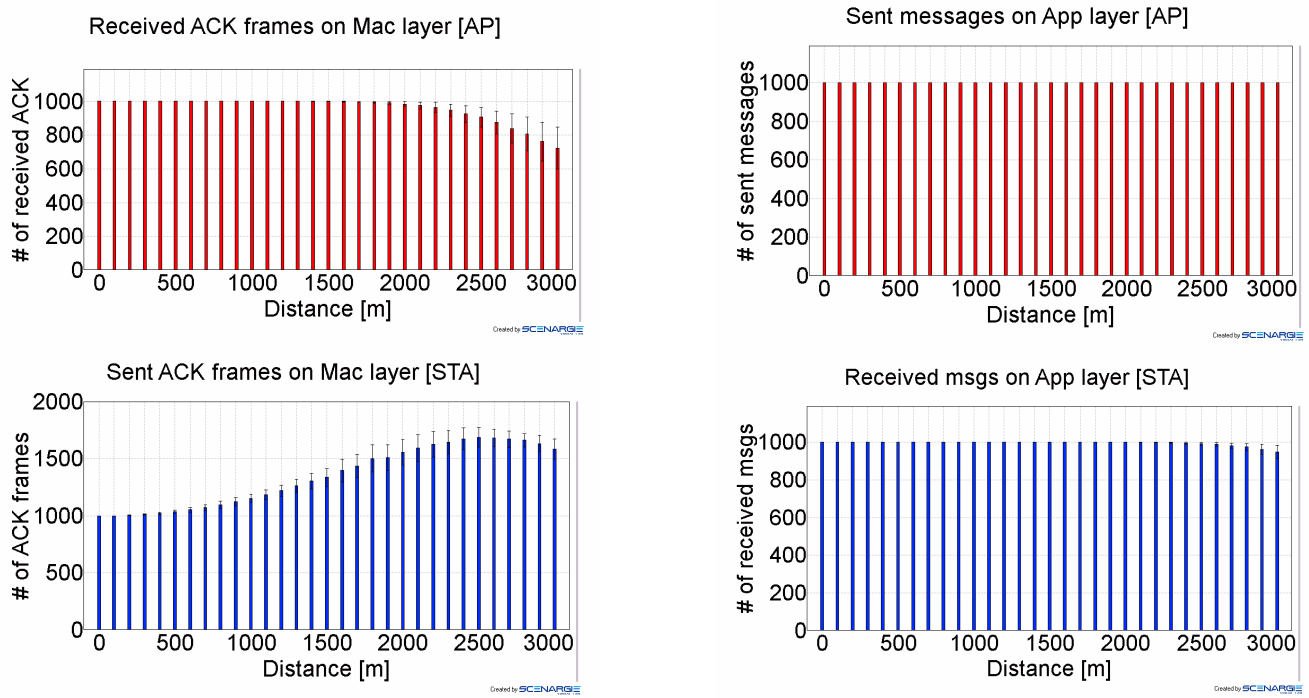 Received ACK frames on Mac layer [AP]
# of received ACK
1000
800
600
400
200
0
0 500 1000 1500 2000 2500 3000
Distance [m]
Created by SCENARGIE
Sent messages on App layer [AP]
# of sent messages
1000
800
600
400
200
0
0 500 1000 1500 2000 2500 3000
Distance [m]
Created by SCENARGIE
Sent ACK frames on Mac layer [STA]
# of ACK frames
2000
1500
1000
500
0
0 500 1000 1500 2000 2500 3000
Distance [m]
Created by SCENARGIE
Received msgs on App layer [STA]
# of received msgs
1000
800
600
400
200
0
0 500 1000 1500 2000 2500 3000
Distance [m]
Created by SCENARGIE